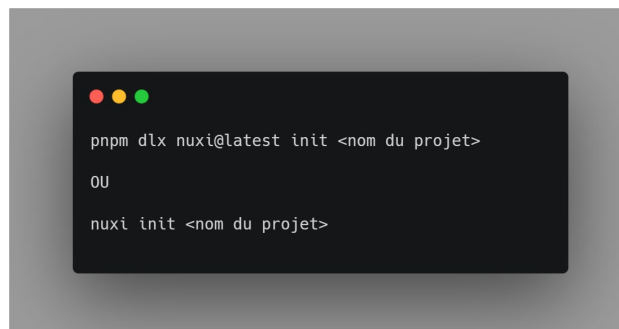 pnpm dlx nuxi@latest init <nom du projet>
OU
nuxi init <nom du projet>